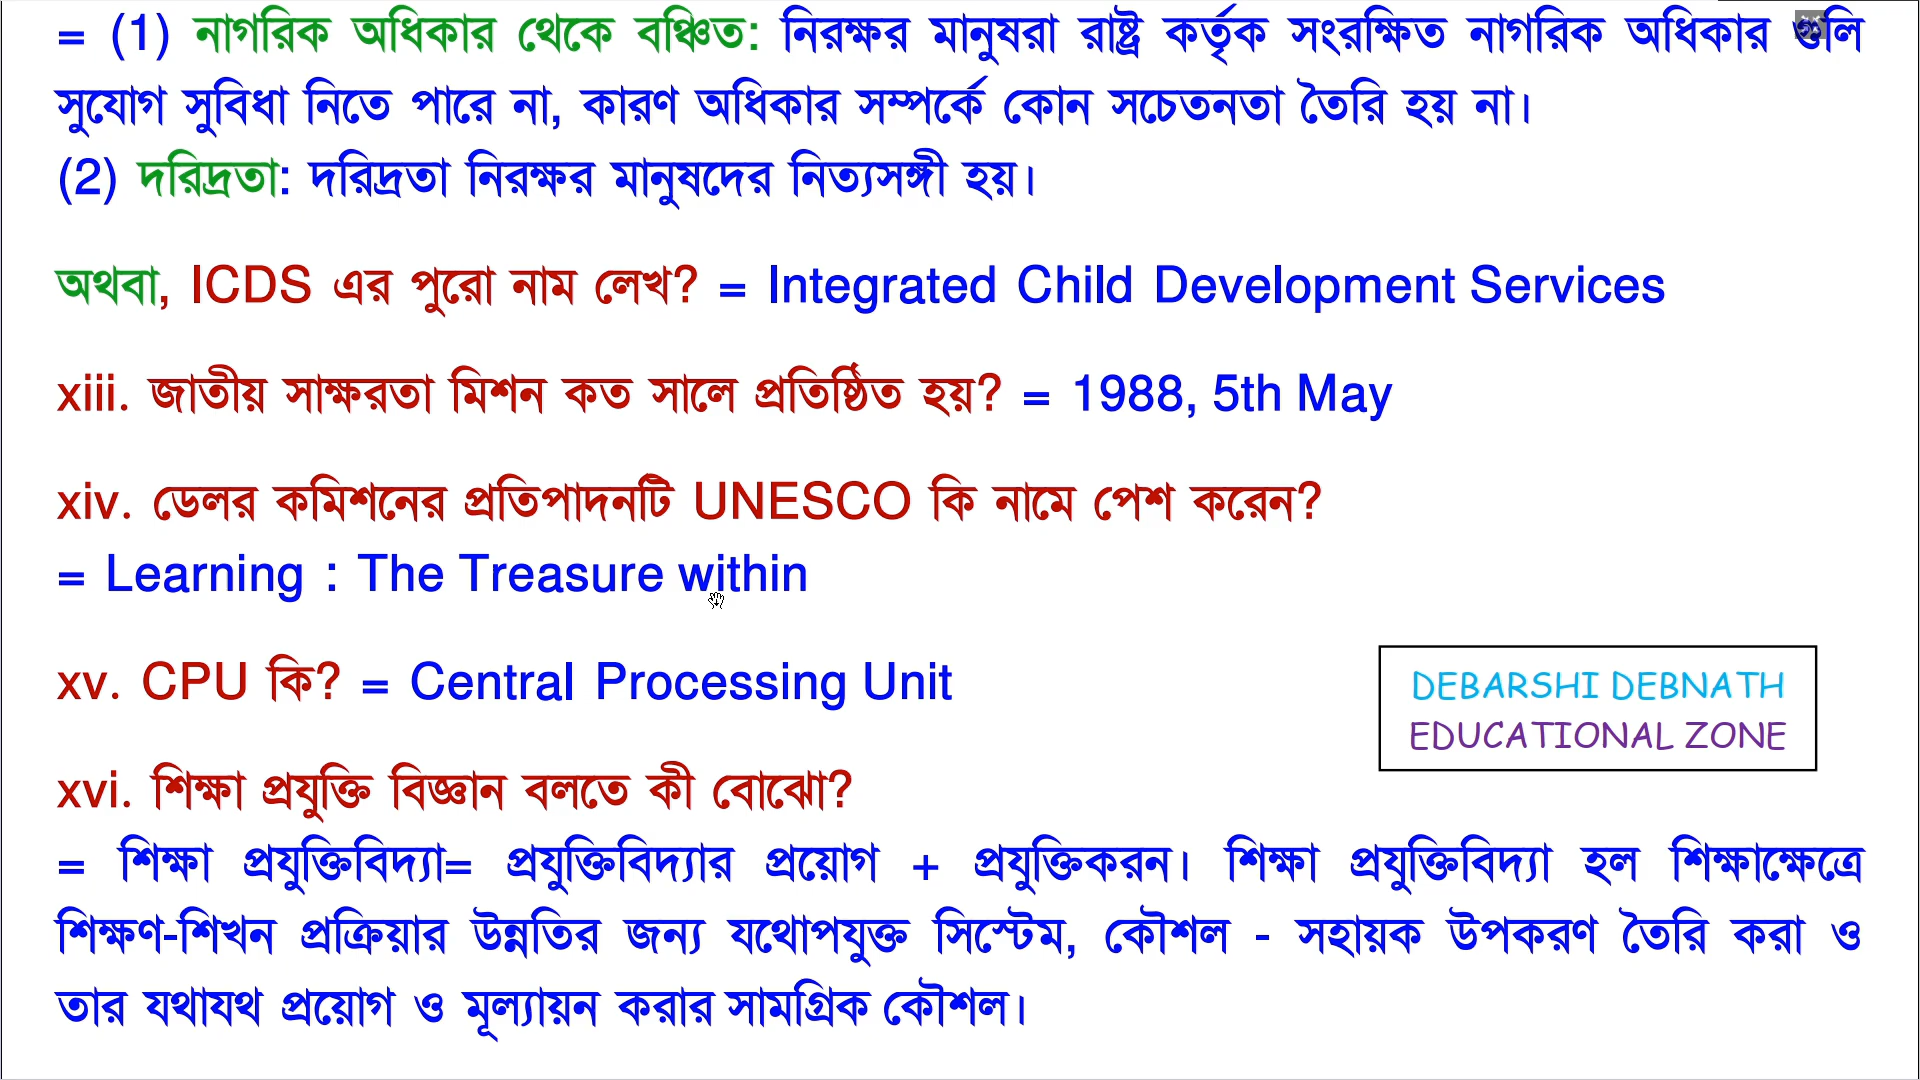 = (1) নাগরিক অধিকার থেকে বঞ্চিত: নিরক্ষর মানুষরা রাষ্ট্র কর্তৃক সংরক্ষিত নাগরিক অধিকার গুলি
সুযোগ সুবিধা নিতে পারে না, কারণ অধিকার সম্পর্কে কোন সচেতনতা তৈরি হয় না।
(2) দরিদ্রতা: দরিদ্রতা নিরক্ষর মানুষদের নিত্যসঙ্গী হয়।
অথবা, ICDS এর পুরো নাম লেখ? = Integrated Child Development Services
xiii. জাতীয় সাক্ষরতা মিশন কত সালে প্রতিষ্ঠিত হয়? = 1988, 5th May
xiv. ডেলর কমিশনের প্রতিপাদনটি UNESCO কি নামে পেশ করেন?
= Learning : The Treasure within
xv. CPU কি? = Central Processing Unit
DEBARSHI DEBNATH
EDUCATIONAL ZONE
xvi. শিক্ষা প্রযুক্তি বিজ্ঞান বলতে কী বোঝো?
= শিক্ষা প্রযুক্তিবিদ্যা= প্রযুক্তিবিদ্যার প্রয়োগ + প্রযুক্তিকরন। শিক্ষা প্রযুক্তিবিদ্যা হল শিক্ষাক্ষেত্রে
শিক্ষণ-শিখন প্রক্রিয়ার উন্নতির জন্য যথোপযুক্ত সিস্টেম, কৌশল - সহায়ক উপকরণ তৈরি করা ও
তার যথাযথ প্রয়োগ ও মূল্যায়ন করার সামগ্রিক কৌশল।